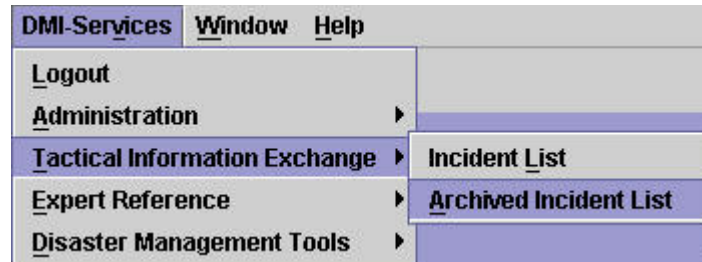 DMI-Services Window Help
Logout
Administration
Tactical Information Exchange Incident List
Expert Reference Archived Incident List
Disaster Management Tools